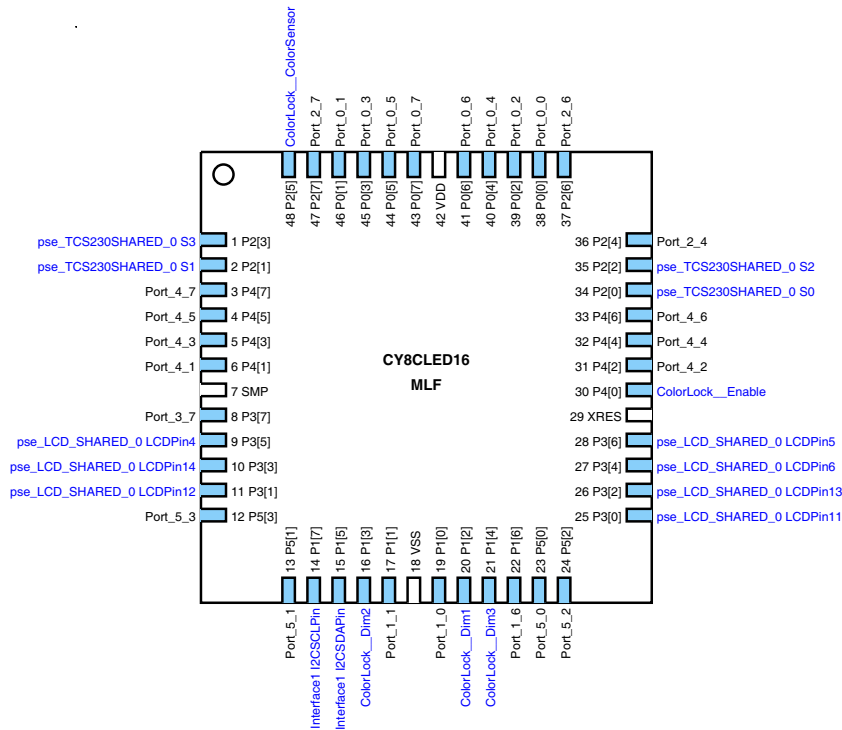 ColorLock__ColorSensor
Port_2_7
Port_0_1
Port_0_3
Port_0_5
Port_0_7
Port_0_6
Port_0_4
Port_0_2
Port_0_0
Port_2_6
48 P2[5]
47 P2[7]
46 P0[1]
45 P0[3]
44 P0[5]
43 P0[7]
42 VDD
41 P0[6]
40 P0[4]
39 P0[2]
38 P0[0]
37 P2[6]
pse_TCS230SHARED_0 S3 1 P2[3]
pse_TCS230SHARED_0 S1 2 P2[1]
Port_4_7 3 P4[7]
Port_4_5 4 P4[5]
Port_4_3 5 P4[3]
Port_4_1 6 P4[1]
7 SMP
Port_3_7 8 P3[7]
pse_LCD_SHARED_0 LCDPin4 9 P3[5]
pse_LCD_SHARED_0 LCDPin14 10 P3[3]
pse_LCD_SHARED_0 LCDPin12 11 P3[1]
Port_5_3 12 P5[3]
CY8CLED16
MLF
36 P2[4] Port_2_4
35 P2[2] pse_TCS230SHARED_0 S2
34 P2[0] pse_TCS230SHARED_0 S0
33 P4[6] Port_4_6
32 P4[4] Port_4_4
31 P4[2] Port_4_2
30 P4[0] ColorLock__Enable
29 XRES
28 P3[6] pse_LCD_SHARED_0 LCDPin5
27 P3[4] pse_LCD_SHARED_0 LCDPin6
26 P3[2] pse_LCD_SHARED_0 LCDPin13
25 P3[0] pse_LCD_SHARED_0 LCDPin11
13 P5[1]
14 P1[7]
15 P1[5]
16 P1[3]
17 P1[1]
18 VSS
19 P1[0]
20 P1[2]
21 P1[4]
22 P1[6]
23 P5[0]
24 P5[2]
Port_5_1
Interface1 I2CSCLPin
Interface1 I2CSDAPin
ColorLock__Dim2
Port_1_1
Port_1_0
ColorLock__Dim1
ColorLock__Dim3
Port_1_6
Port_5_0
Port_5_2